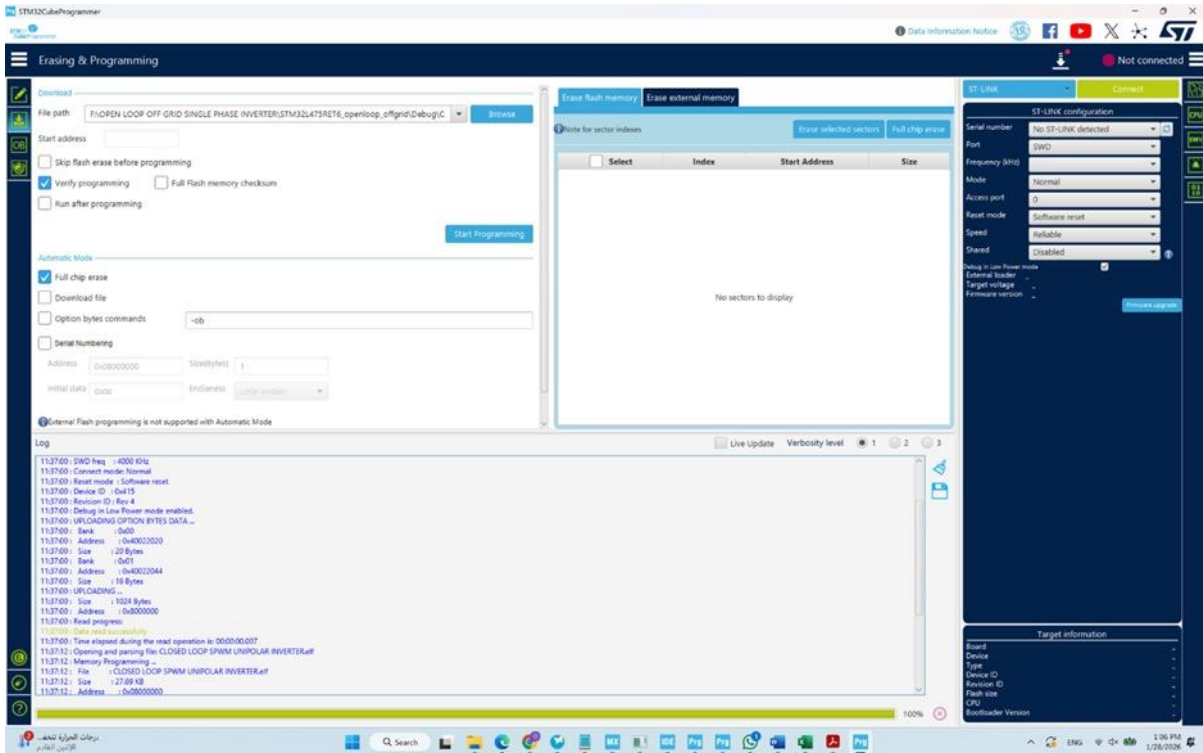 STM32CubeProgrammer
Data Information Notice
Erasing & Programming
Not connected
Download
File path F:\OPEN LOOP OFF GRID SINGLE PHASE INVERTER\STM32L475RET6_openloop_offgrid\Debug\C Browse
Start address
Skip flash erase before programming
Verify programming Full Flash memory checksum
Run after programming
Start Programming
Automatic Mode
Full chip erase
Download file
Option bytes commands -ob
Serial Numbering
Address 0x08000000 Size(bytes) 1
Initial data 0x00 Endianess Little endian
External Flash programming is not supported with Automatic Mode
Erase flash memory Erase external memory
Note for sector indexes Erase selected sectors Full chip erase
Select Index Start Address Size
No sectors to display
ST-LINK Connect
ST-LINK configuration
Serial number No ST-LINK detected
Port SWD
Frequency (kHz)
Mode Normal
Access port 0
Reset mode Software reset
Speed Reliable
Shared Disabled
Debug in Low Power mode
External loader -
Target voltage -
Firmware version -
Firmware upgrade
Log
Live Update Verbosity level 1 2 3
11:37:00 : SWD freq : 4000 KHz
11:37:00 : Connect mode: Normal
11:37:00 : Reset mode : Software reset
11:37:00 : Device ID : 0x415
11:37:00 : Revision ID : Rev 4
11:37:00 : Debug in Low Power mode enabled.
11:37:00 : UPLOADING OPTION BYTES DATA ...
11:37:00 : Bank : 0x00
11:37:00 : Address : 0x40022020
11:37:00 : Size : 20 Bytes
11:37:00 : Bank : 0x01
11:37:00 : Address : 0x40022044
11:37:00 : Size : 16 Bytes
11:37:00 : UPLOADING ...
11:37:00 : Size : 1024 Bytes
11:37:00 : Address : 0x8000000
11:37:00 : Read progress:
11:37:00 : Data read successfully
11:37:00 : Time elapsed during the read operation is: 00:00:00.007
11:37:12 : Opening and parsing file: CLOSED LOOP SPWM UNIPOLAR INVERTER.elf
11:37:12 : Memory Programming ...
11:37:12 : File : CLOSED LOOP SPWM UNIPOLAR INVERTER.elf
11:37:12 : Size : 27.69 KB
11:37:12 : Address : 0x08000000
100%
Target information
Board -
Device -
Type -
Device ID -
Revision ID -
Flash size -
CPU -
Bootloader Version -
درجات الحرارة تنخف...
الإثنين القادم
Search
ENG
1:06 PM
1/28/2026